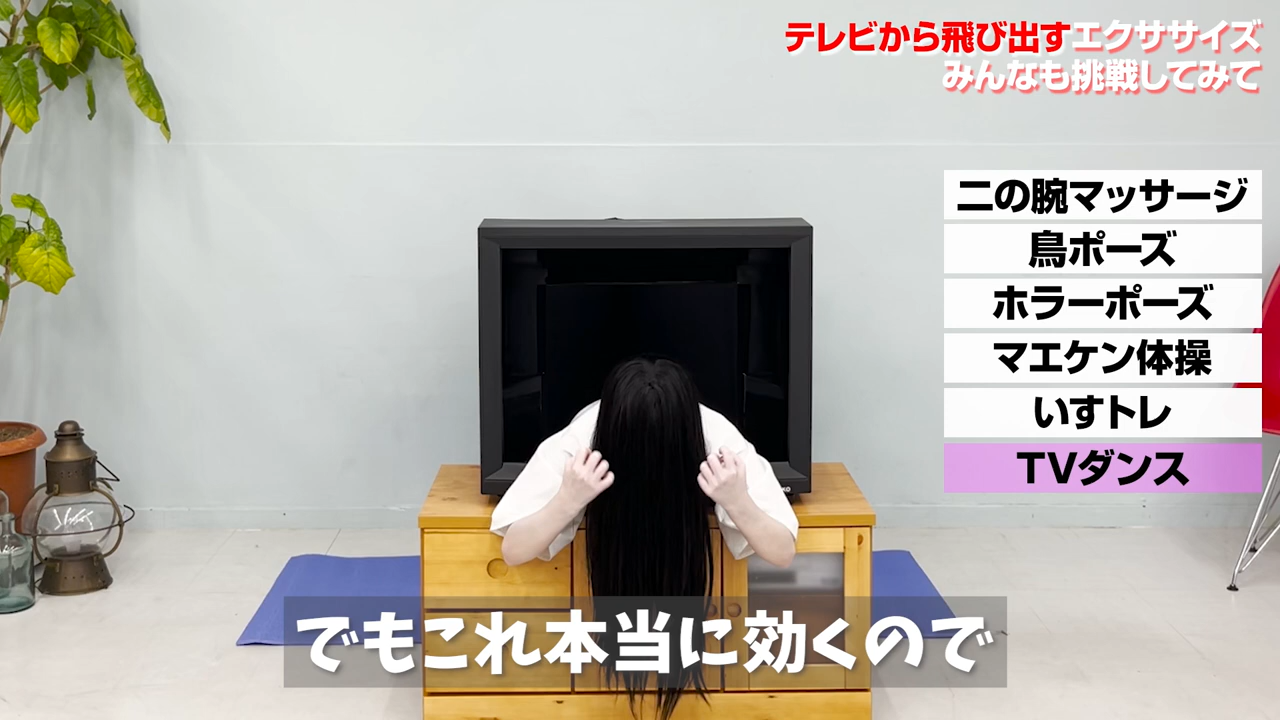 テレビから飛び出すエクササイズ
みんなも挑戦してみて
二の腕マッサージ
鳥ポーズ
ホラーポーズ
マエケン体操
いすトレ
TVダンス
でもこれ本当に効くので